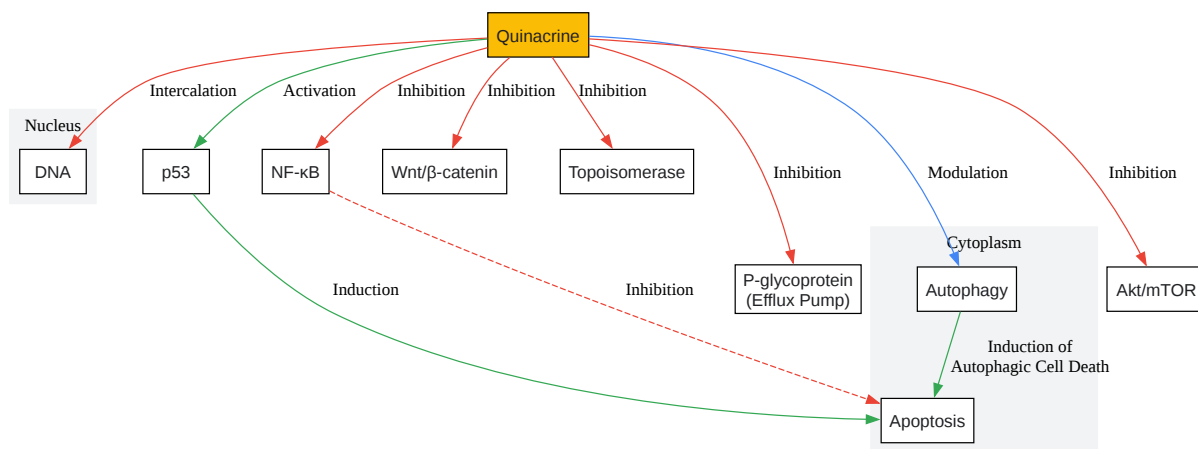 Quinacrine
Intercalation
Activation
Inhibition
Inhibition
Inhibition
Nucleus
DNA
p53
NF-κB
Wnt/β-catenin
Topoisomerase
Inhibition
Modulation
Inhibition
Cytoplasm
P-glycoprotein
(Efflux Pump)
Autophagy
Akt/mTOR
Induction
Inhibition
Induction of
Autophagic Cell Death
Apoptosis